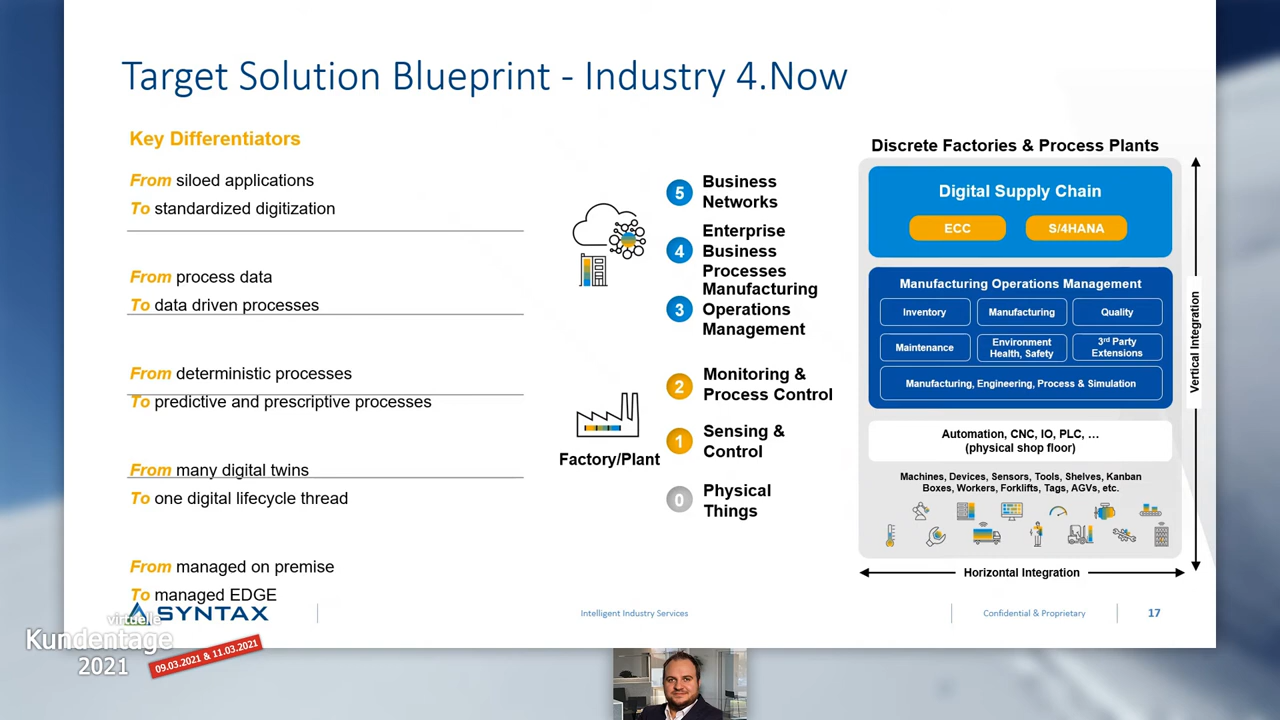 Target Solution Blueprint - Industry 4.Now
Key Differentiators
From siloed applications
To standardized digitization
From process data
To data driven processes
From deterministic processes
To predictive and prescriptive processes
From many digital twins
To one digital lifecycle thread
From managed on premise
To managed EDGE
Factory/Plant
5 Business
Networks
4 Enterprise
Business
Processes
3 Manufacturing
Operations
Management
2 Monitoring &
Process Control
1 Sensing &
Control
0 Physical
Things
Discrete Factories & Process Plants
Digital Supply Chain
ECC S/4HANA
Manufacturing Operations Management
Inventory Manufacturing Quality
Maintenance
Environment
Health, Safety
3rd Party
Extensions
Manufacturing, Engineering, Process & Simulation
Automation, CNC, IO, PLC, …
(physical shop floor)
Machines, Devices, Sensors, Tools, Shelves, Kanban
Boxes, Workers, Forklifts, Tags, AGVs, etc.
Vertical Integration
Horizontal Integration
SYNTAX
Intelligent Industry Services
Confidential & Proprietary
17
virtuelle
Kundentage
2021
09.03.2021 & 11.03.2021